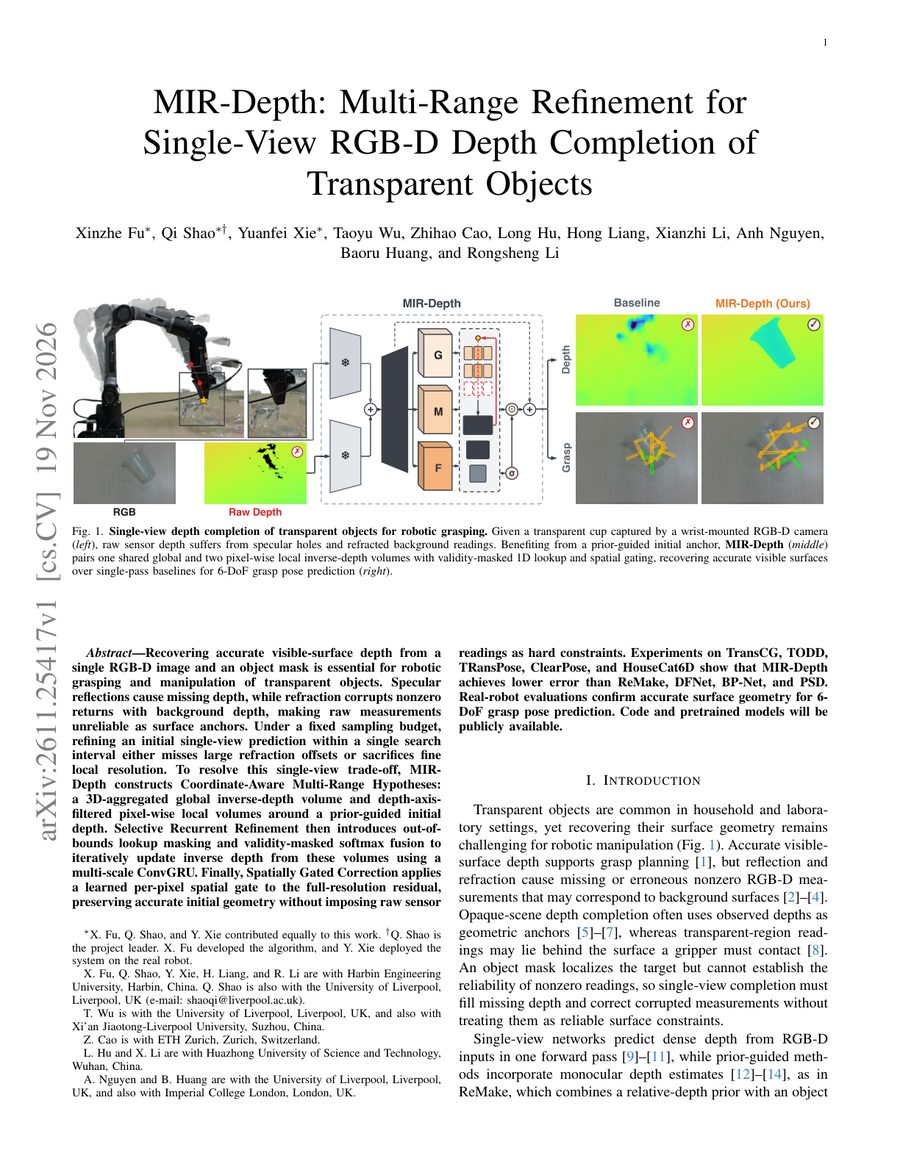 1
MIR-Depth: Multi-Range Refinement for
Single-View RGB-D Depth Completion of
Transparent Objects
Xinzhe Fu∗, Qi Shao∗†, Yuanfei Xie∗, Taoyu Wu, Zhihao Cao, Long Hu, Hong Liang, Xianzhi Li, Anh Nguyen,
Baoru Huang, and Rongsheng Li
arXiv:2611.25417v1 [cs.CV] 19 Nov 2026
MIR-Depth
Baseline
MIR-Depth (Ours)
G
M
F
σ
Depth
Grasp
RGB
Raw Depth
Fig. 1. Single-view depth completion of transparent objects for robotic grasping. Given a transparent cup captured by a wrist-mounted RGB-D camera
(left), raw sensor depth suffers from specular holes and refracted background readings. Benefiting from a prior-guided initial anchor, MIR-Depth (middle)
pairs one shared global and two pixel-wise local inverse-depth volumes with validity-masked 1D lookup and spatial gating, recovering accurate visible surfaces
over single-pass baselines for 6-DoF grasp pose prediction (right).
Abstract—Recovering accurate visible-surface depth from a
single RGB-D image and an object mask is essential for robotic
grasping and manipulation of transparent objects. Specular
reflections cause missing depth, while refraction corrupts nonzero
returns with background depth, making raw measurements
unreliable as surface anchors. Under a fixed sampling budget,
refining an initial single-view prediction within a single search
interval either misses large refraction offsets or sacrifices fine
local resolution. To resolve this single-view trade-off, MIR-
Depth constructs Coordinate-Aware Multi-Range Hypotheses:
a 3D-aggregated global inverse-depth volume and depth-axis-
filtered pixel-wise local volumes around a prior-guided initial
depth. Selective Recurrent Refinement then introduces out-of-
bounds lookup masking and validity-masked softmax fusion to
iteratively update inverse depth from these volumes using a
multi-scale ConvGRU. Finally, Spatially Gated Correction applies
a learned per-pixel spatial gate to the full-resolution residual,
preserving accurate initial geometry without imposing raw sensor
∗X. Fu, Q. Shao, and Y. Xie contributed equally to this work. †Q. Shao is
the project leader. X. Fu developed the algorithm, and Y. Xie deployed the
system on the real robot.
X. Fu, Q. Shao, Y. Xie, H. Liang, and R. Li are with Harbin Engineering
University, Harbin, China. Q. Shao is also with the University of Liverpool,
Liverpool, UK (e-mail: shaoqi@liverpool.ac.uk).
T. Wu is with the University of Liverpool, Liverpool, UK, and also with
Xi'an Jiaotong-Liverpool University, Suzhou, China.
Z. Cao is with ETH Zurich, Zurich, Switzerland.
L. Hu and X. Li are with Huazhong University of Science and Technology,
Wuhan, China.
A. Nguyen and B. Huang are with the University of Liverpool, Liverpool,
UK, and also with Imperial College London, London, UK.
readings as hard constraints. Experiments on TransCG, TODD,
TRansPose, ClearPose, and HouseCat6D show that MIR-Depth
achieves lower error than ReMake, DFNet, BP-Net, and PSD.
Real-robot evaluations confirm accurate surface geometry for 6-
DoF grasp pose prediction. Code and pretrained models will be
publicly available.
I. INTRODUCTION
Transparent objects are common in household and labora-
tory settings, yet recovering their surface geometry remains
challenging for robotic manipulation (Fig. 1). Accurate visible-
surface depth supports grasp planning [1], but reflection and
refraction cause missing or erroneous nonzero RGB-D mea-
surements that may correspond to background surfaces [2]–[4].
Opaque-scene depth completion often uses observed depths as
geometric anchors [5]–[7], whereas transparent-region read-
ings may lie behind the surface a gripper must contact [8].
An object mask localizes the target but cannot establish the
reliability of nonzero readings, so single-view completion must
fill missing depth and correct corrupted measurements without
treating them as reliable surface constraints.
Single-view networks predict dense depth from RGB-D
inputs in one forward pass [9]–[11], while prior-guided meth-
ods incorporate monocular depth estimates [12]–[14], as in
ReMake, which combines a relative-depth prior with an object